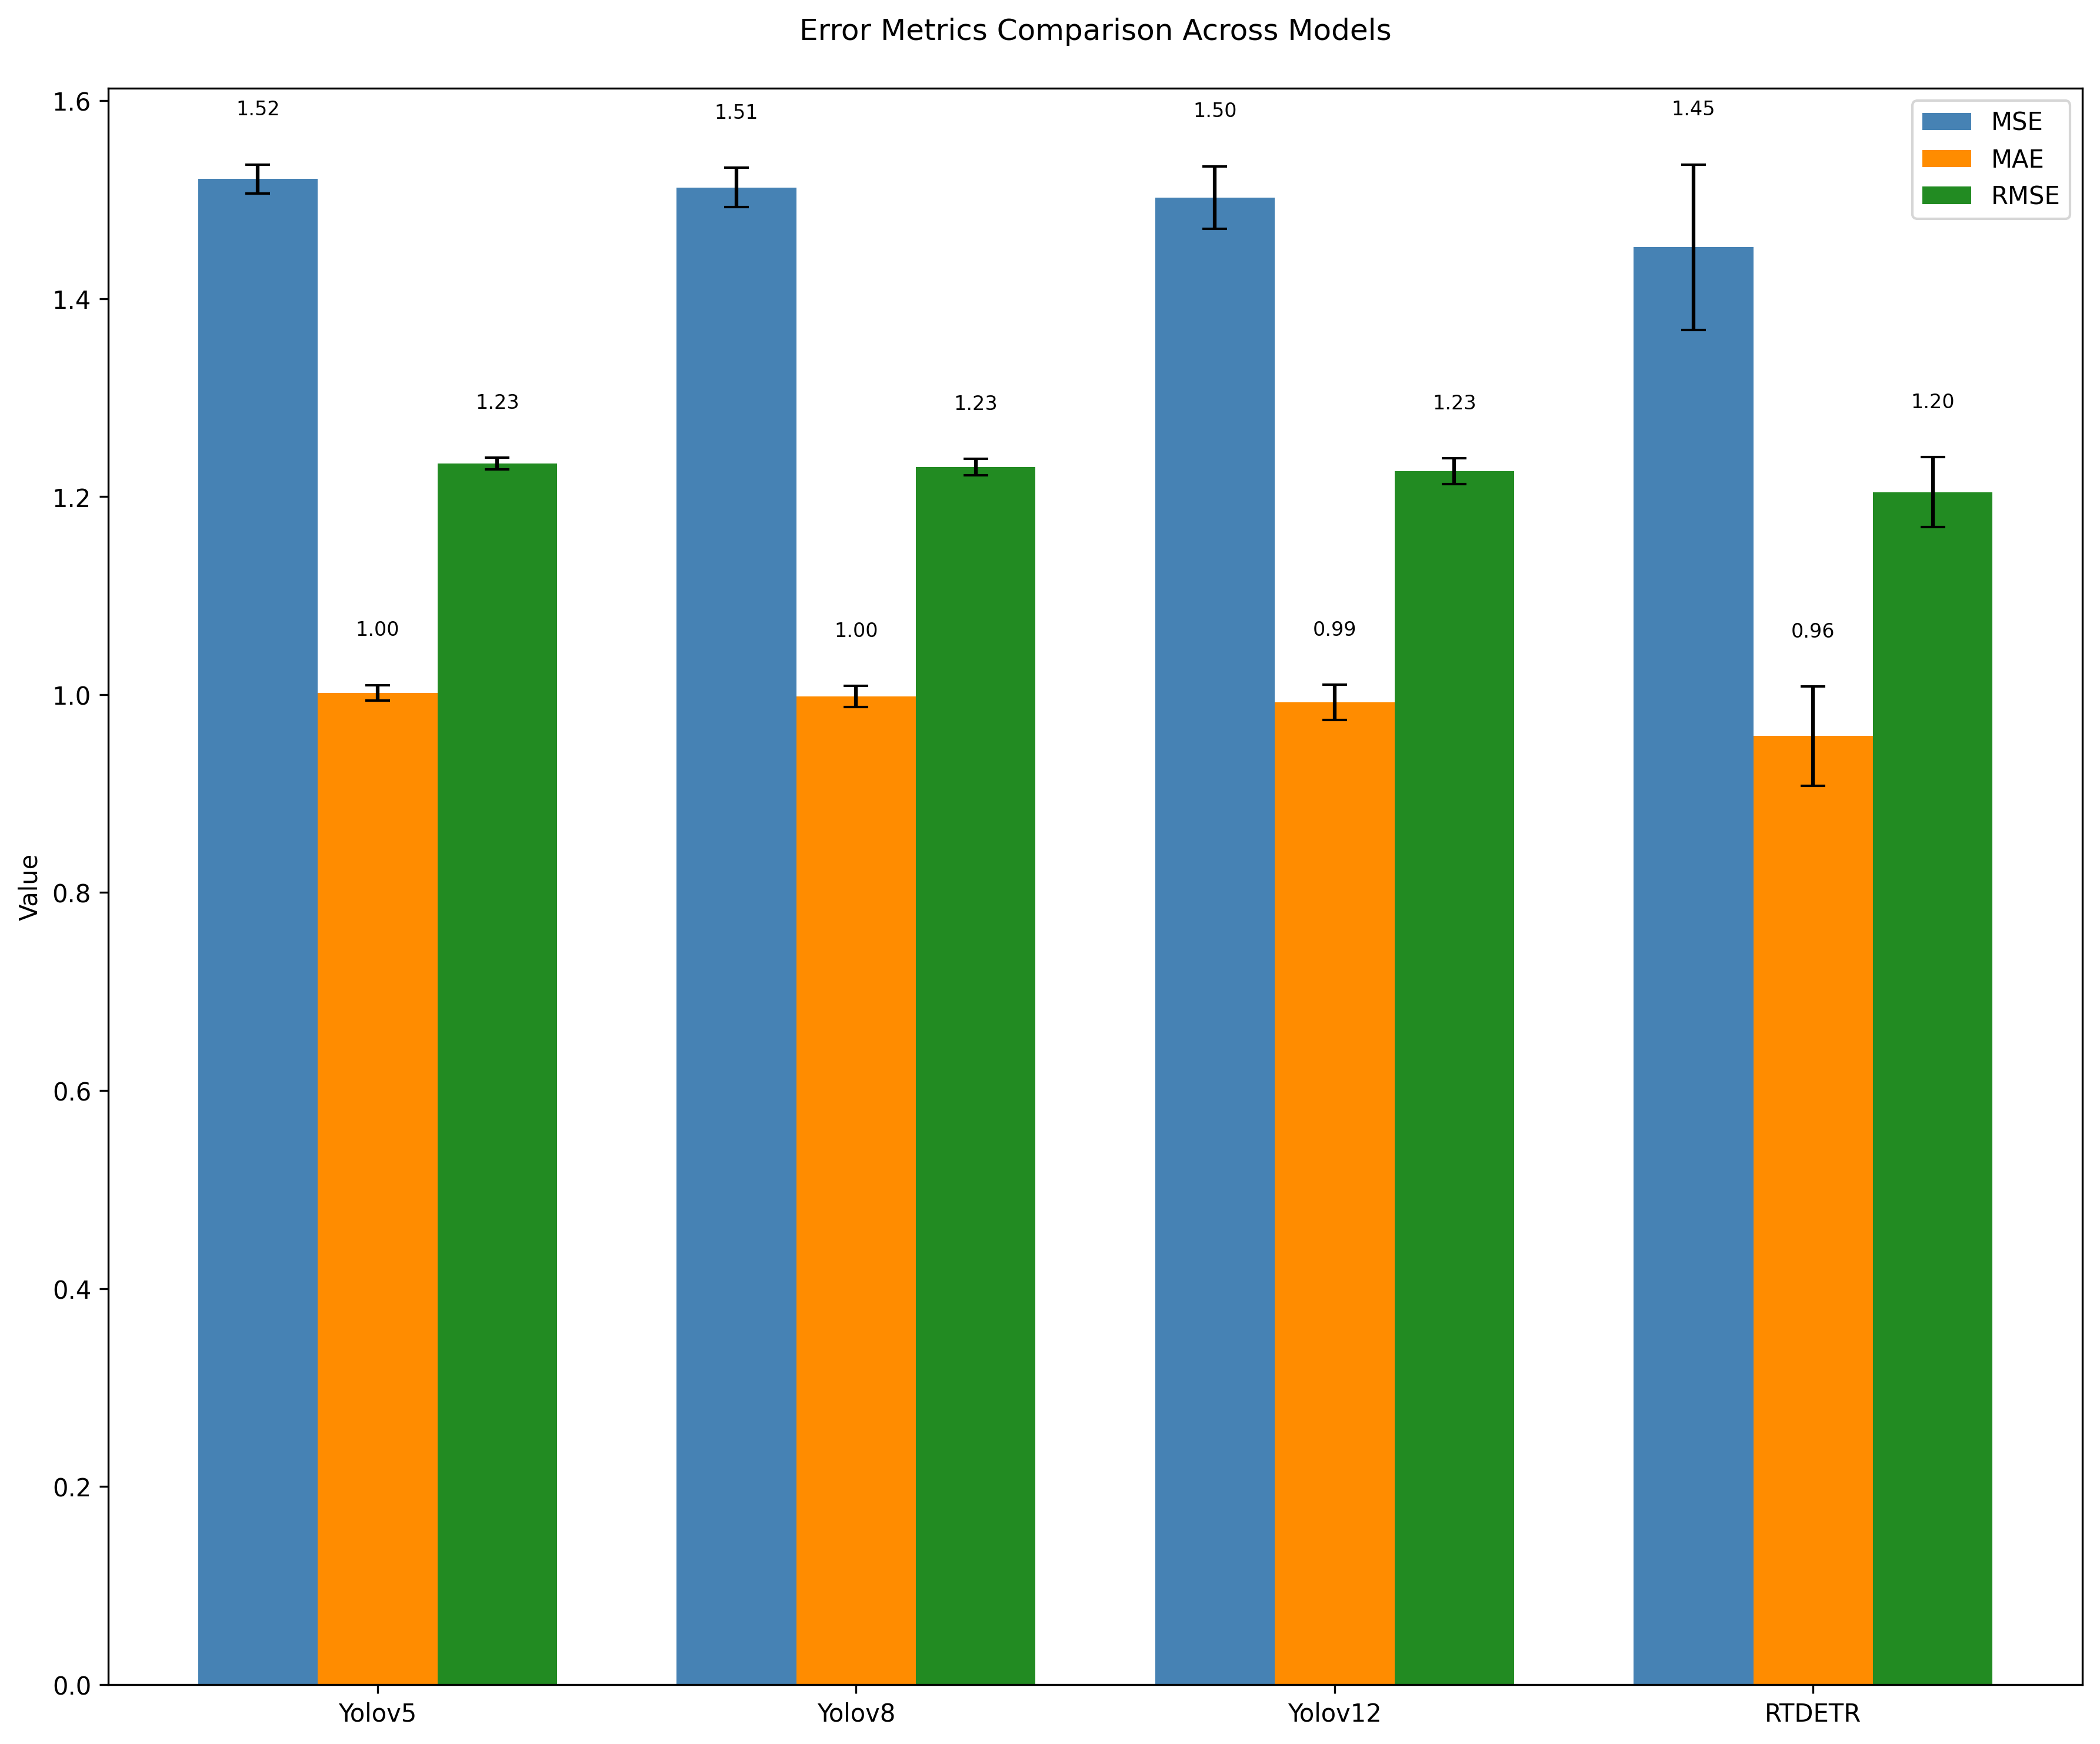 Error Metrics Comparison Across Models
1.6
1.4
1.2
1.0
0.8
0.6
0.4
0.2
0.0
Value
1.52
1.00
1.23
1.51
1.00
1.23
1.50
0.99
1.23
1.45
0.96
1.20
MSE
MAE
RMSE
Yolov5
Yolov8
Yolov12
RTDETR